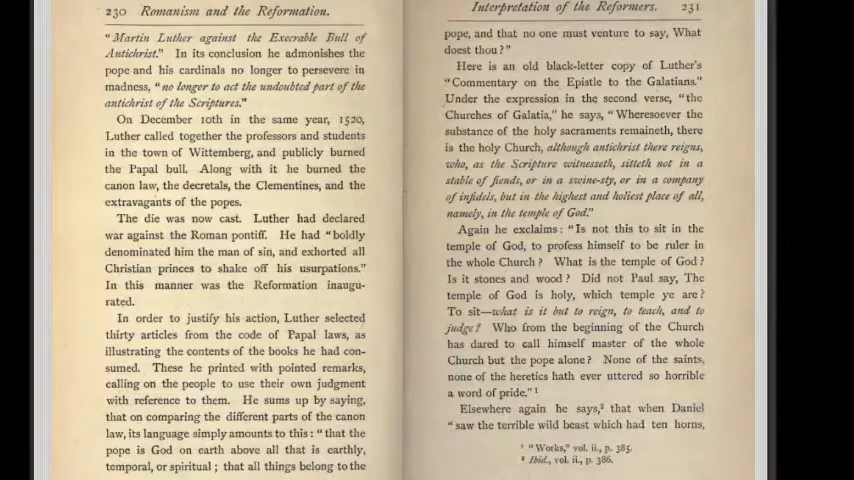 230 Romanism and the Reformation.
"Martin Luther against the Execrable Bull of
Antichrist." In its conclusion he admonishes the
pope and his cardinals no longer to persevere in
madness, "no longer to act the undoubted part of the
antichrist of the Scriptures."
On December 10th in the same year, 1520,
Luther called together the professors and students
in the town of Wittemberg, and publicly burned
the Papal bull. Along with it he burned the
canon law, the decretals, the Clementines, and the
extravagants of the popes.
The die was now cast. Luther had declared
war against the Roman pontiff. He had "boldly
denominated him the man of sin, and exhorted all
Christian princes to shake off his usurpations."
In this manner was the Reformation inaugu-
rated.
In order to justify his action, Luther selected
thirty articles from the code of Papal laws, as
illustrating the contents of the books he had con-
sumed. These he printed with pointed remarks,
calling on the people to use their own judgment
with reference to them. He sums up by saying,
that on comparing the different parts of the canon
law, its language simply amounts to this: "that the
pope is God on earth above all that is earthly,
temporal, or spiritual; that all things belong to the
Interpretation of the Reformers. 231
pope, and that no one must venture to say, What
doest thou?"
Here is an old black-letter copy of Luther's
"Commentary on the Epistle to the Galatians."
Under the expression in the second verse, "the
Churches of Galatia," he says, "Wheresoever the
substance of the holy sacraments remaineth, there
is the holy Church, although antichrist there reigns,
who, as the Scripture witnesseth, sitteth not in a
stable of fiends, or in a swine-sty, or in a company
of infidels, but in the highest and holiest place of all,
namely, in the temple of God."
Again he exclaims: "Is not this to sit in the
temple of God, to profess himself to be ruler in
the whole Church? What is the temple of God?
Is it stones and wood? Did not Paul say, The
temple of God is holy, which temple ye are?
To sit—what is it but to reign, to teach, and to
judge? Who from the beginning of the Church
has dared to call himself master of the whole
Church but the pope alone? None of the saints,
none of the heretics hath ever uttered so horrible
a word of pride."¹
Elsewhere again he says,² that when Daniel
"saw the terrible wild beast which had ten horns,
¹ "Works," vol. ii., p. 385.
² Ibid., vol. ii., p. 386.